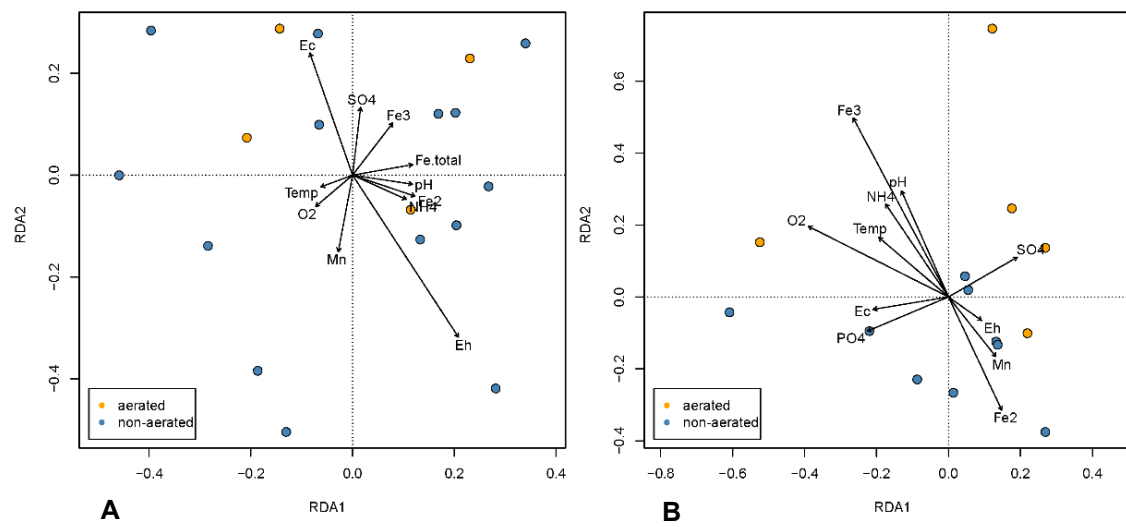 Ec
SO4
Fe3
Fe.total
pH
Fe2
NH4
Temp
O2
Mn
Eh
0.2
0.0
−0.2
−0.4
RDA2
aerated
non-aerated
−0.4
−0.2
0.0
0.2
0.4
RDA1
A
Fe3
pH
NH4
O2
Temp
SO4
Ec
PO4
Eh
Mn
Fe2
0.6
0.4
0.2
0.0
−0.2
−0.4
RDA2
aerated
non-aerated
−0.8
−0.6
−0.4
−0.2
0.0
0.2
0.4
RDA1
B